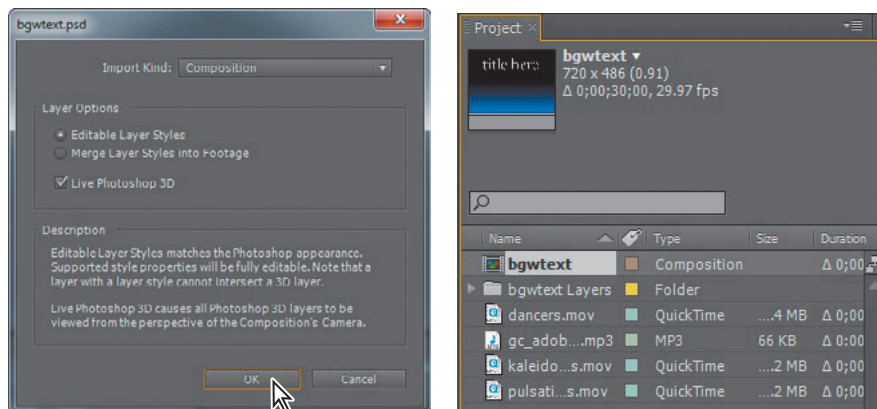 bgwtext.psd
Import Kind: Composition
Layer Options
Editable Layer Styles
Merge Layer Styles into Footage
Live Photoshop 3D
Description
Editable Layer Styles matches the Photoshop appearance.
Supported style properties will be fully editable. Note that a
layer with a layer style cannot intersect a 3D layer.
Live Photoshop 3D causes all Photoshop 3D layers to be
viewed from the perspective of the Composition's Camera.
OK Cancel
Project ×
title here
bgwtext ▾
720 x 486 (0.91)
Δ 0;00;30;00, 29.97 fps
Name Type Size Duration
bgwtext Composition Δ 0;00
bgwtext Layers Folder
dancers.mov QuickTime ....4 MB Δ 0;00
gc_adob....mp3 MP3 66 KB Δ 0:00
kaleido...s.mov QuickTime ....2 MB Δ 0;00
pulsati...s.mov QuickTime ....2 MB Δ 0;00